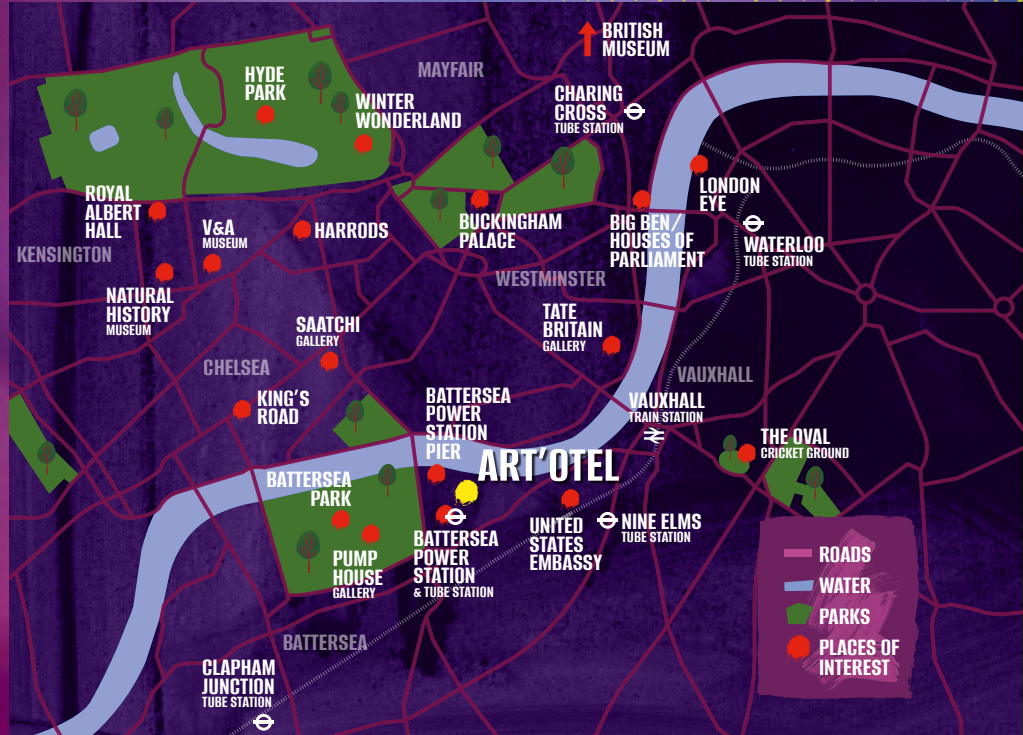 BRITISH
MUSEUM
MAYFAIR
HYDE
PARK
WINTER
WONDERLAND
CHARING
CROSS
TUBE STATION
ROYAL
ALBERT
HALL
V&A
MUSEUM
HARRODS
BUCKINGHAM
PALACE
BIG BEN/
HOUSES OF
PARLIAMENT
LONDON
EYE
WATERLOO
TUBE STATION
KENSINGTON
WESTMINSTER
NATURAL
HISTORY
MUSEUM
SAATCHI
GALLERY
TATE
BRITAIN
GALLERY
CHELSEA
VAUXHALL
KING'S
ROAD
BATTERSEA
POWER
STATION
PIER
VAUXHALL
TRAIN STATION
THE OVAL
CRICKET GROUND
ART'OTEL
BATTERSEA
PARK
PUMP
HOUSE
GALLERY
BATTERSEA
POWER
STATION
& TUBE STATION
UNITED
STATES
EMBASSY
NINE ELMS
TUBE STATION
BATTERSEA
CLAPHAM
JUNCTION
TUBE STATION
ROADS
WATER
PARKS
PLACES OF
INTEREST